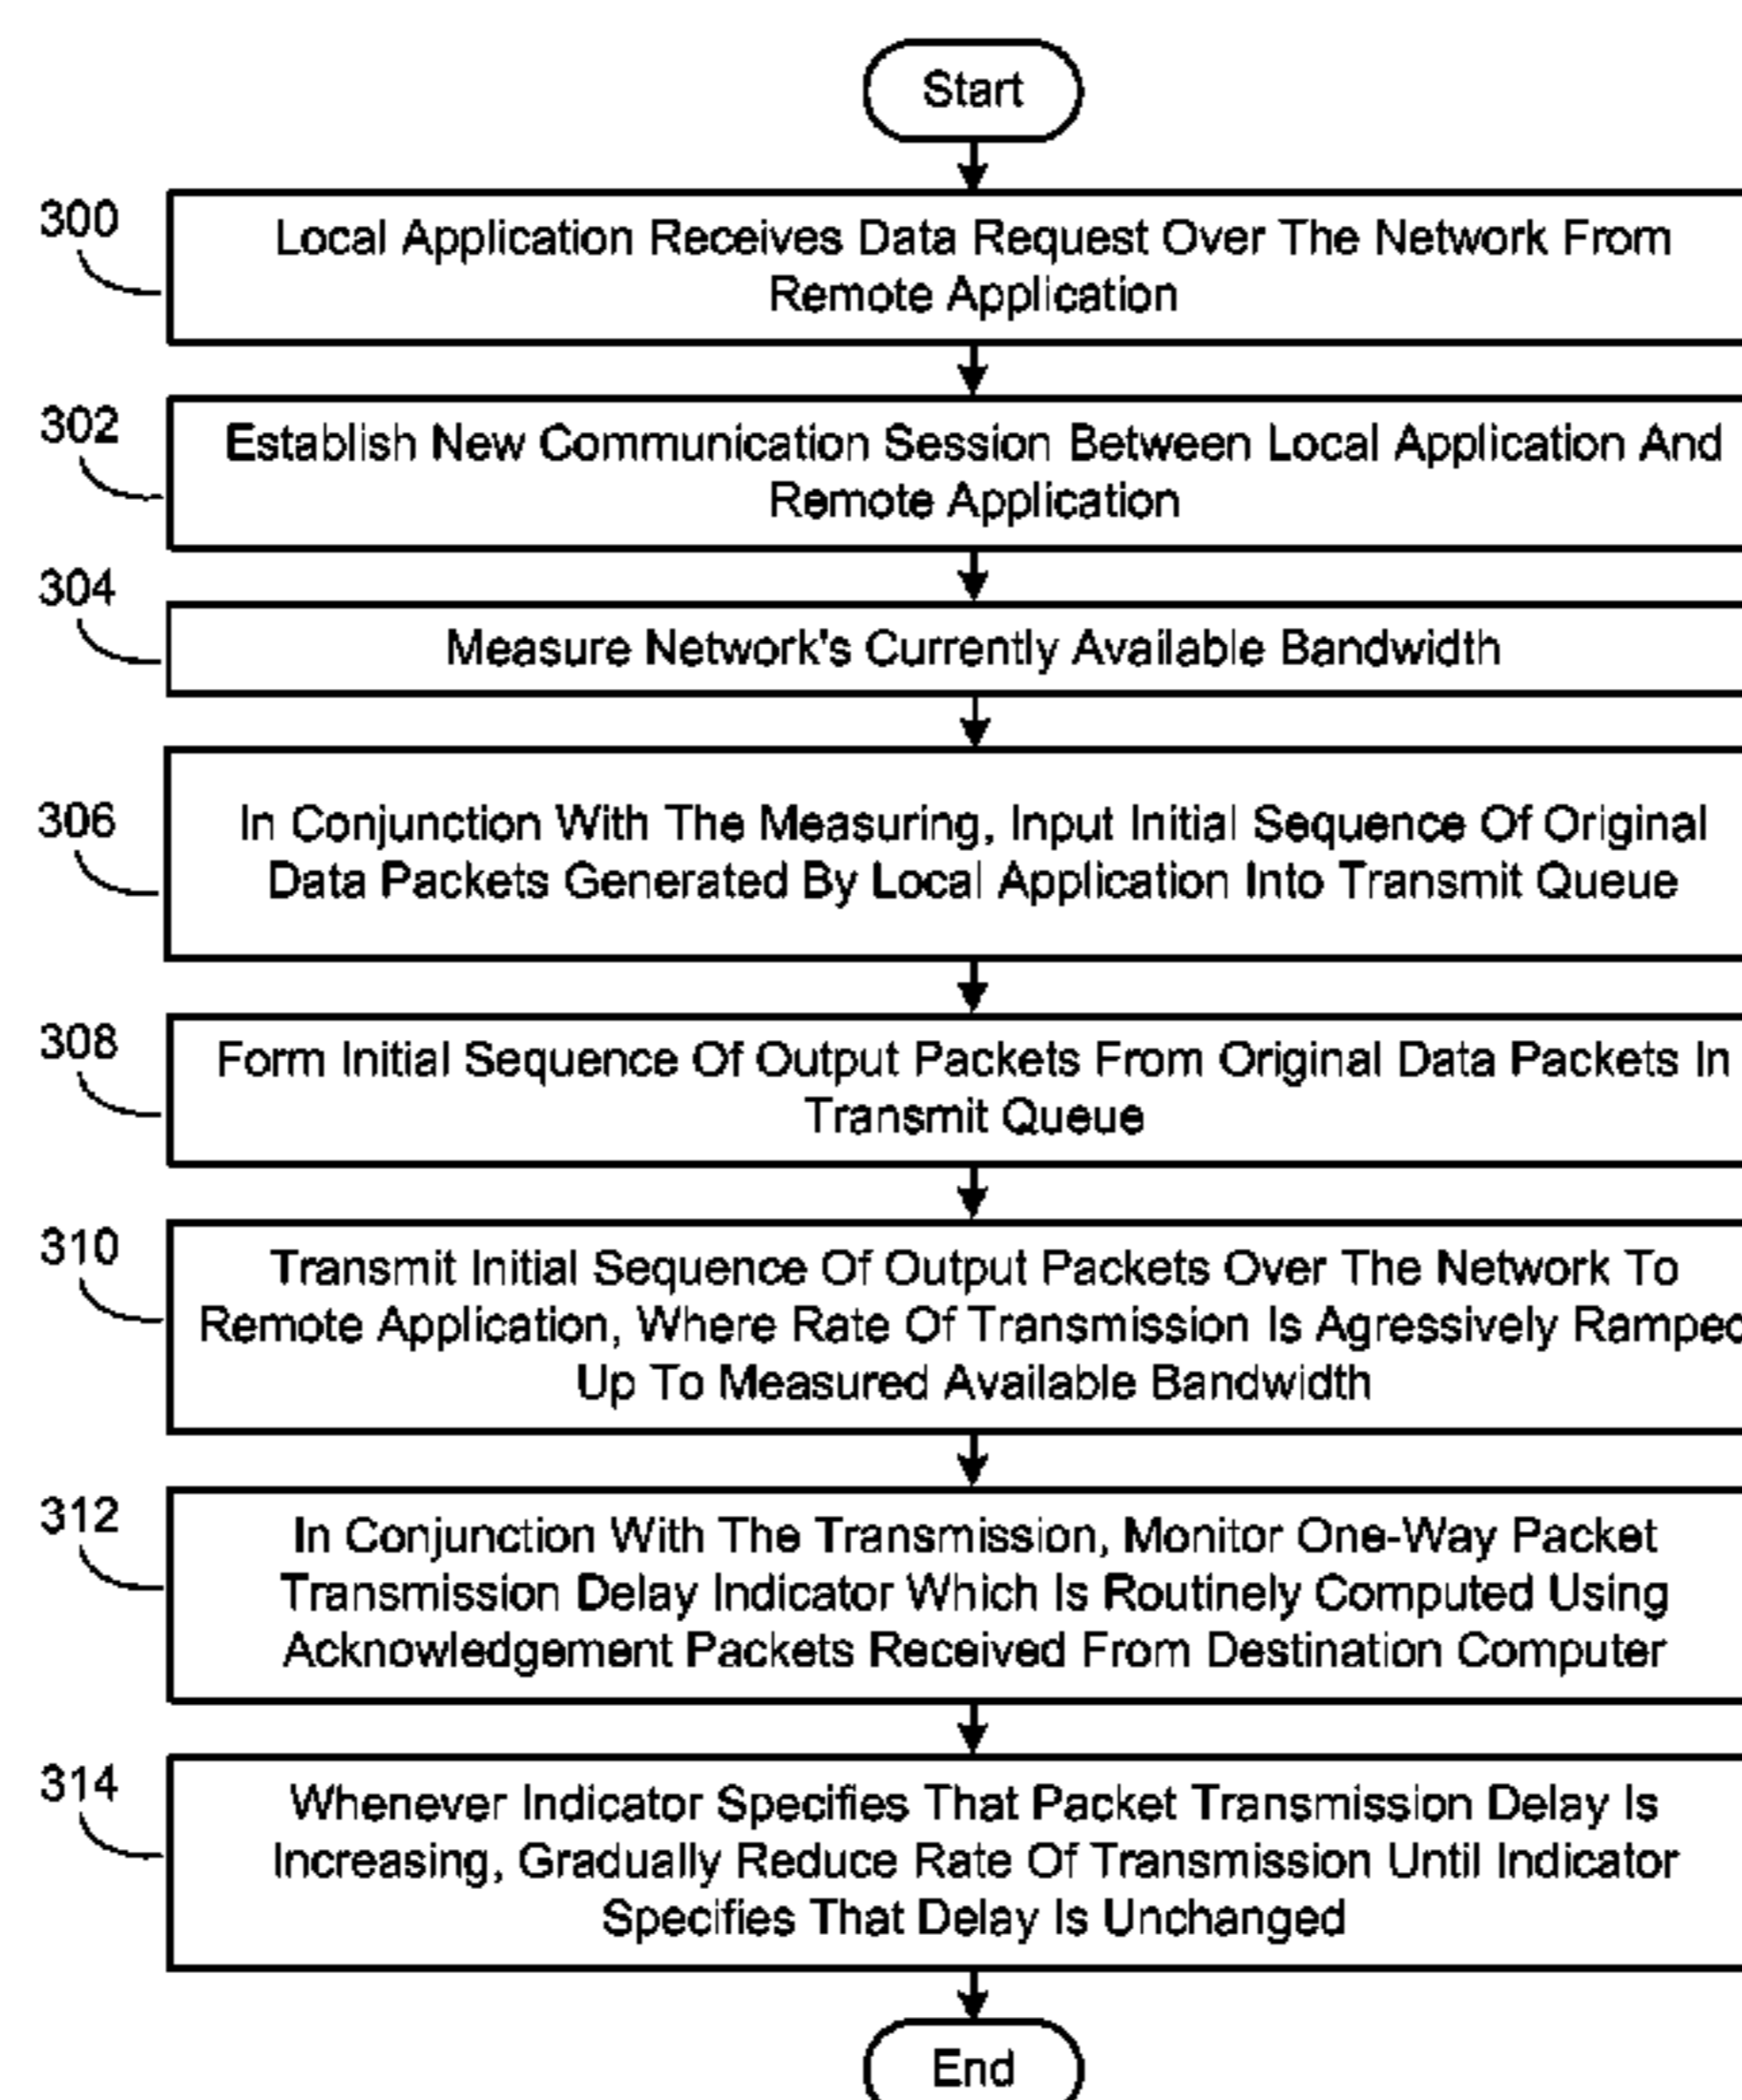 Start
300
Local Application Receives Data Request Over The Network From
Remote Application
302
Establish New Communication Session Between Local Application And
Remote Application
304
Measure Network's Currently Available Bandwidth
306
In Conjunction With The Measuring, Input Initial Sequence Of Original
Data Packets Generated By Local Application Into Transmit Queue
308
Form Initial Sequence Of Output Packets From Original Data Packets In
Transmit Queue
310
Transmit Initial Sequence Of Output Packets Over The Network To
Remote Application, Where Rate Of Transmission Is Agressively Ramped
Up To Measured Available Bandwidth
312
In Conjunction With The Transmission, Monitor One-Way Packet
Transmission Delay Indicator Which Is Routinely Computed Using
Acknowledgement Packets Received From Destination Computer
314
Whenever Indicator Specifies That Packet Transmission Delay Is
Increasing, Gradually Reduce Rate Of Transmission Until Indicator
Specifies That Delay Is Unchanged
End